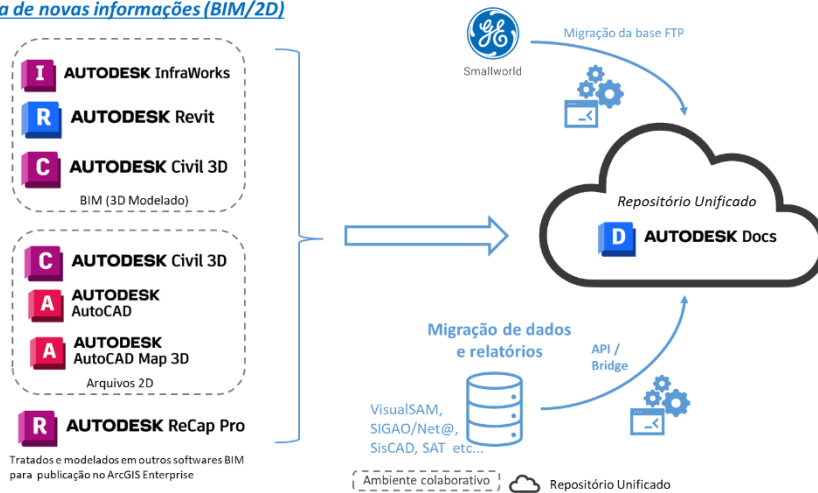 a de novas informações (BIM/2D)
I AUTODESK InfraWorks
R AUTODESK Revit
C AUTODESK Civil 3D
BIM (3D Modelado)
C AUTODESK Civil 3D
A AUTODESK
AutoCAD
A AUTODESK
AutoCAD Map 3D
Arquivos 2D
R AUTODESK ReCap Pro
Tratados e modelados em outros softwares BIM
para publicação no ArcGIS Enterprise
GE
Smallworld
Migração da base FTP
Repositório Unificado
D AUTODESK Docs
Migração de dados
e relatórios
API /
Bridge
VisualSAM,
SIGAO/Net@,
SisCAD, SAT etc...
Ambiente colaborativo
Repositório Unificado